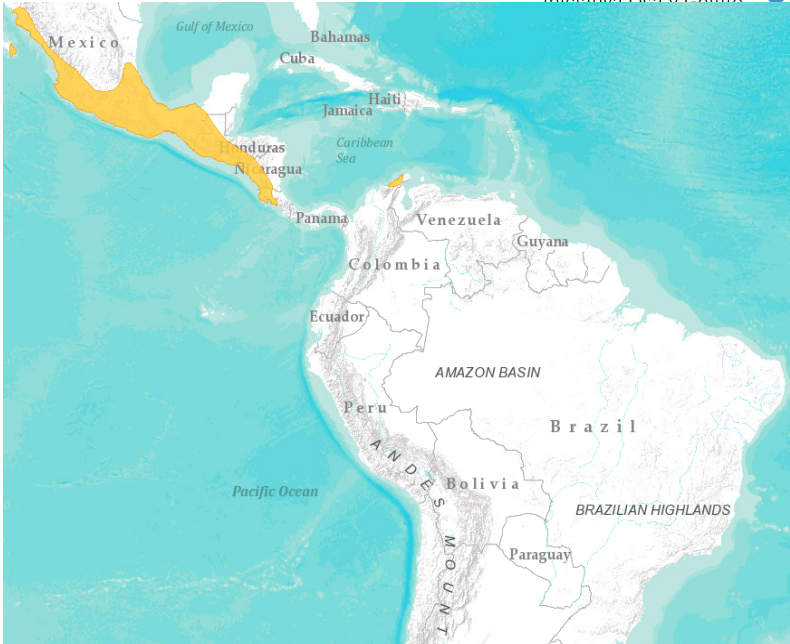 Mexico
Gulf of Mexico
Bahamas
Cuba
Haiti
Jamaica
Caribbean
Sea
Honduras
Nicaragua
Panama
Venezuela
Guyana
Colombia
Ecuador
AMAZON BASIN
Peru
Brazil
ANDES MOUNT
Bolivia
Pacific Ocean
BRAZILIAN HIGHLANDS
Paraguay